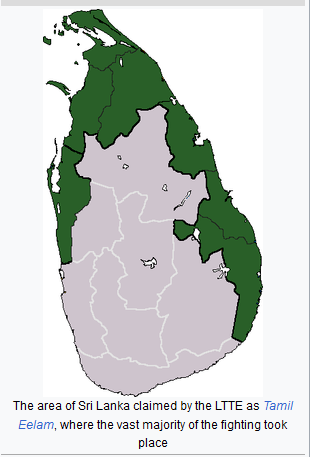 The area of Sri Lanka claimed by the LTTE as Tamil
Eelam, where the vast majority of the fighting took
place